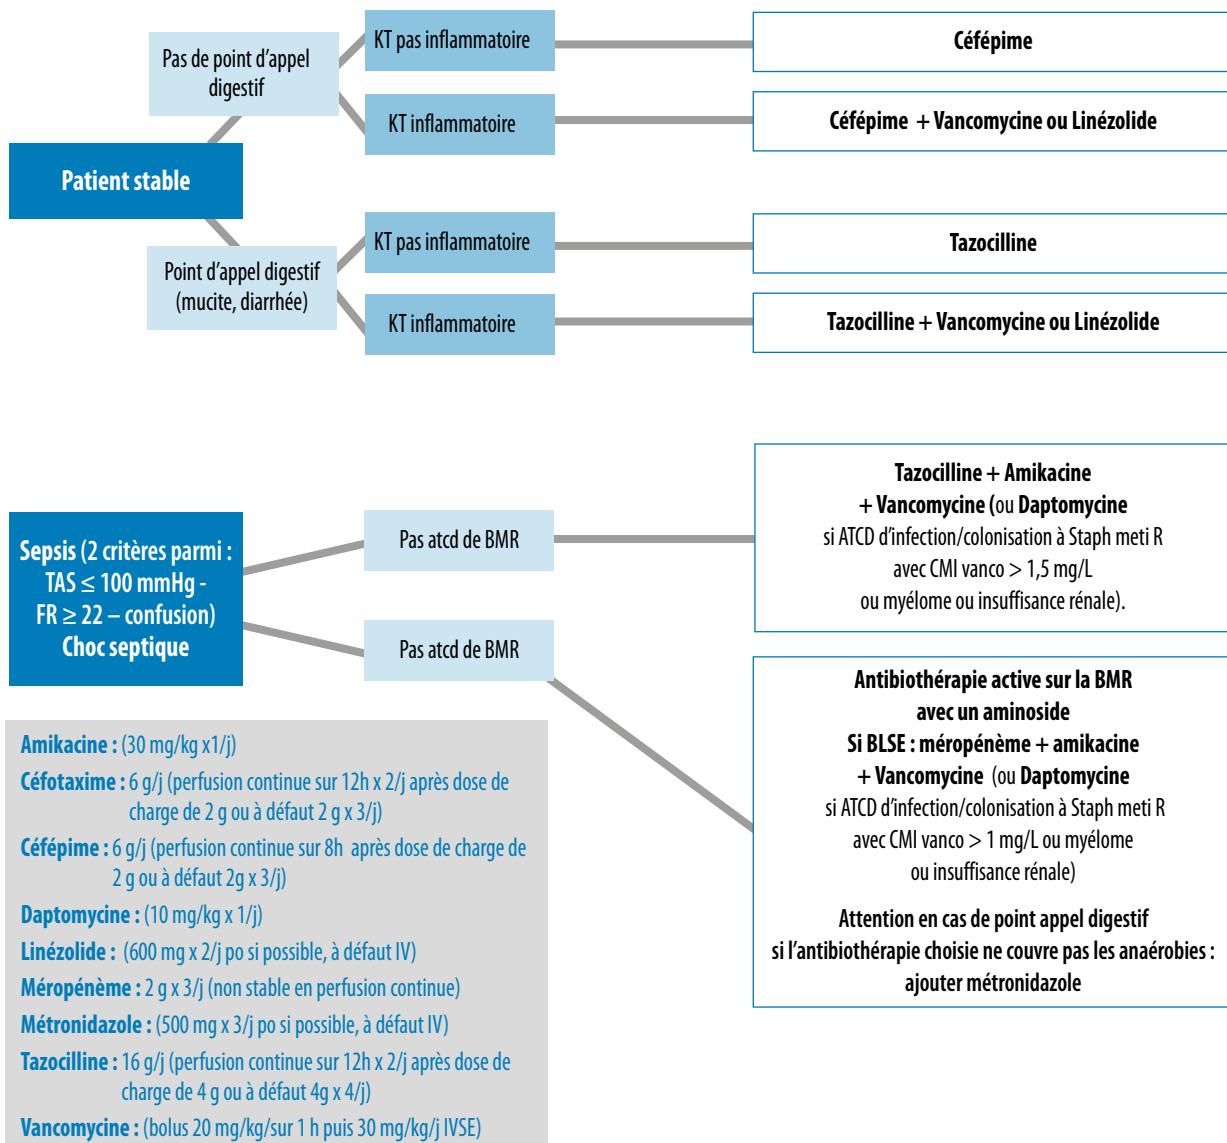 Patient stable
Pas de point d’appel
digestif
KT pas inflammatoire
Céfépime
KT inflammatoire
Céfépime + Vancomycine ou Linézolide
Point d’appel digestif
(mucite, diarrhée)
KT pas inflammatoire
Tazocilline
KT inflammatoire
Tazocilline + Vancomycine ou Linézolide
Sepsis (2 critères parmi :
TAS ≤ 100 mmHg -
FR ≥ 22 – confusion)
Choc septique
Pas atcd de BMR
Tazocilline + Amikacine
+ Vancomycine (ou Daptomycine
si ATCD d’infection/colonisation à Staph meti R
avec CMI vanco > 1,5 mg/L
ou myélome ou insuffisance rénale).
Pas atcd de BMR
Antibiothérapie active sur la BMR
avec un aminoside
Si BLSE : méropénème + amikacine
+ Vancomycine (ou Daptomycine
si ATCD d’infection/colonisation à Staph meti R
avec CMI vanco > 1 mg/L ou myélome
ou insuffisance rénale)
Attention en cas de point appel digestif
si l’antibiothérapie choisie ne couvre pas les anaérobies :
ajouter métronidazole
Amikacine : (30 mg/kg x1/j)
Céfotaxime : 6 g/j (perfusion continue sur 12h x 2/j après dose de
charge de 2 g ou à défaut 2 g x 3/j)
Céfépime : 6 g/j (perfusion continue sur 8h après dose de charge de
2 g ou à défaut 2g x 3/j)
Daptomycine : (10 mg/kg x 1/j)
Linézolide : (600 mg x 2/j po si possible, à défaut IV)
Méropénème : 2 g x 3/j (non stable en perfusion continue)
Métronidazole : (500 mg x 3/j po si possible, à défaut IV)
Tazocilline : 16 g/j (perfusion continue sur 12h x 2/j après dose de
charge de 4 g ou à défaut 4g x 4/j)
Vancomycine : (bolus 20 mg/kg/sur 1 h puis 30 mg/kg/j IVSE)